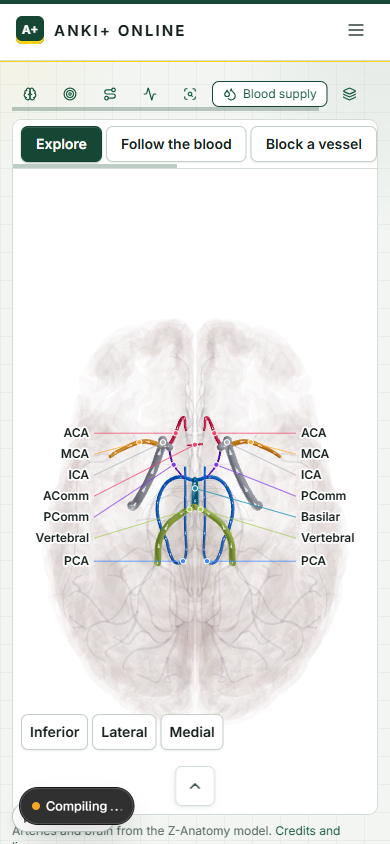 A+ ANKI+ ONLINE
Blood supply
Explore Follow the blood Block a vessel
ACA ACA
MCA MCA
ICA ICA
AComm PComm
PComm Basilar
Vertebral Vertebral
PCA PCA
Inferior Lateral Medial
Compiling ...
Arteries and brain from the Z-Anatomy model. Credits and